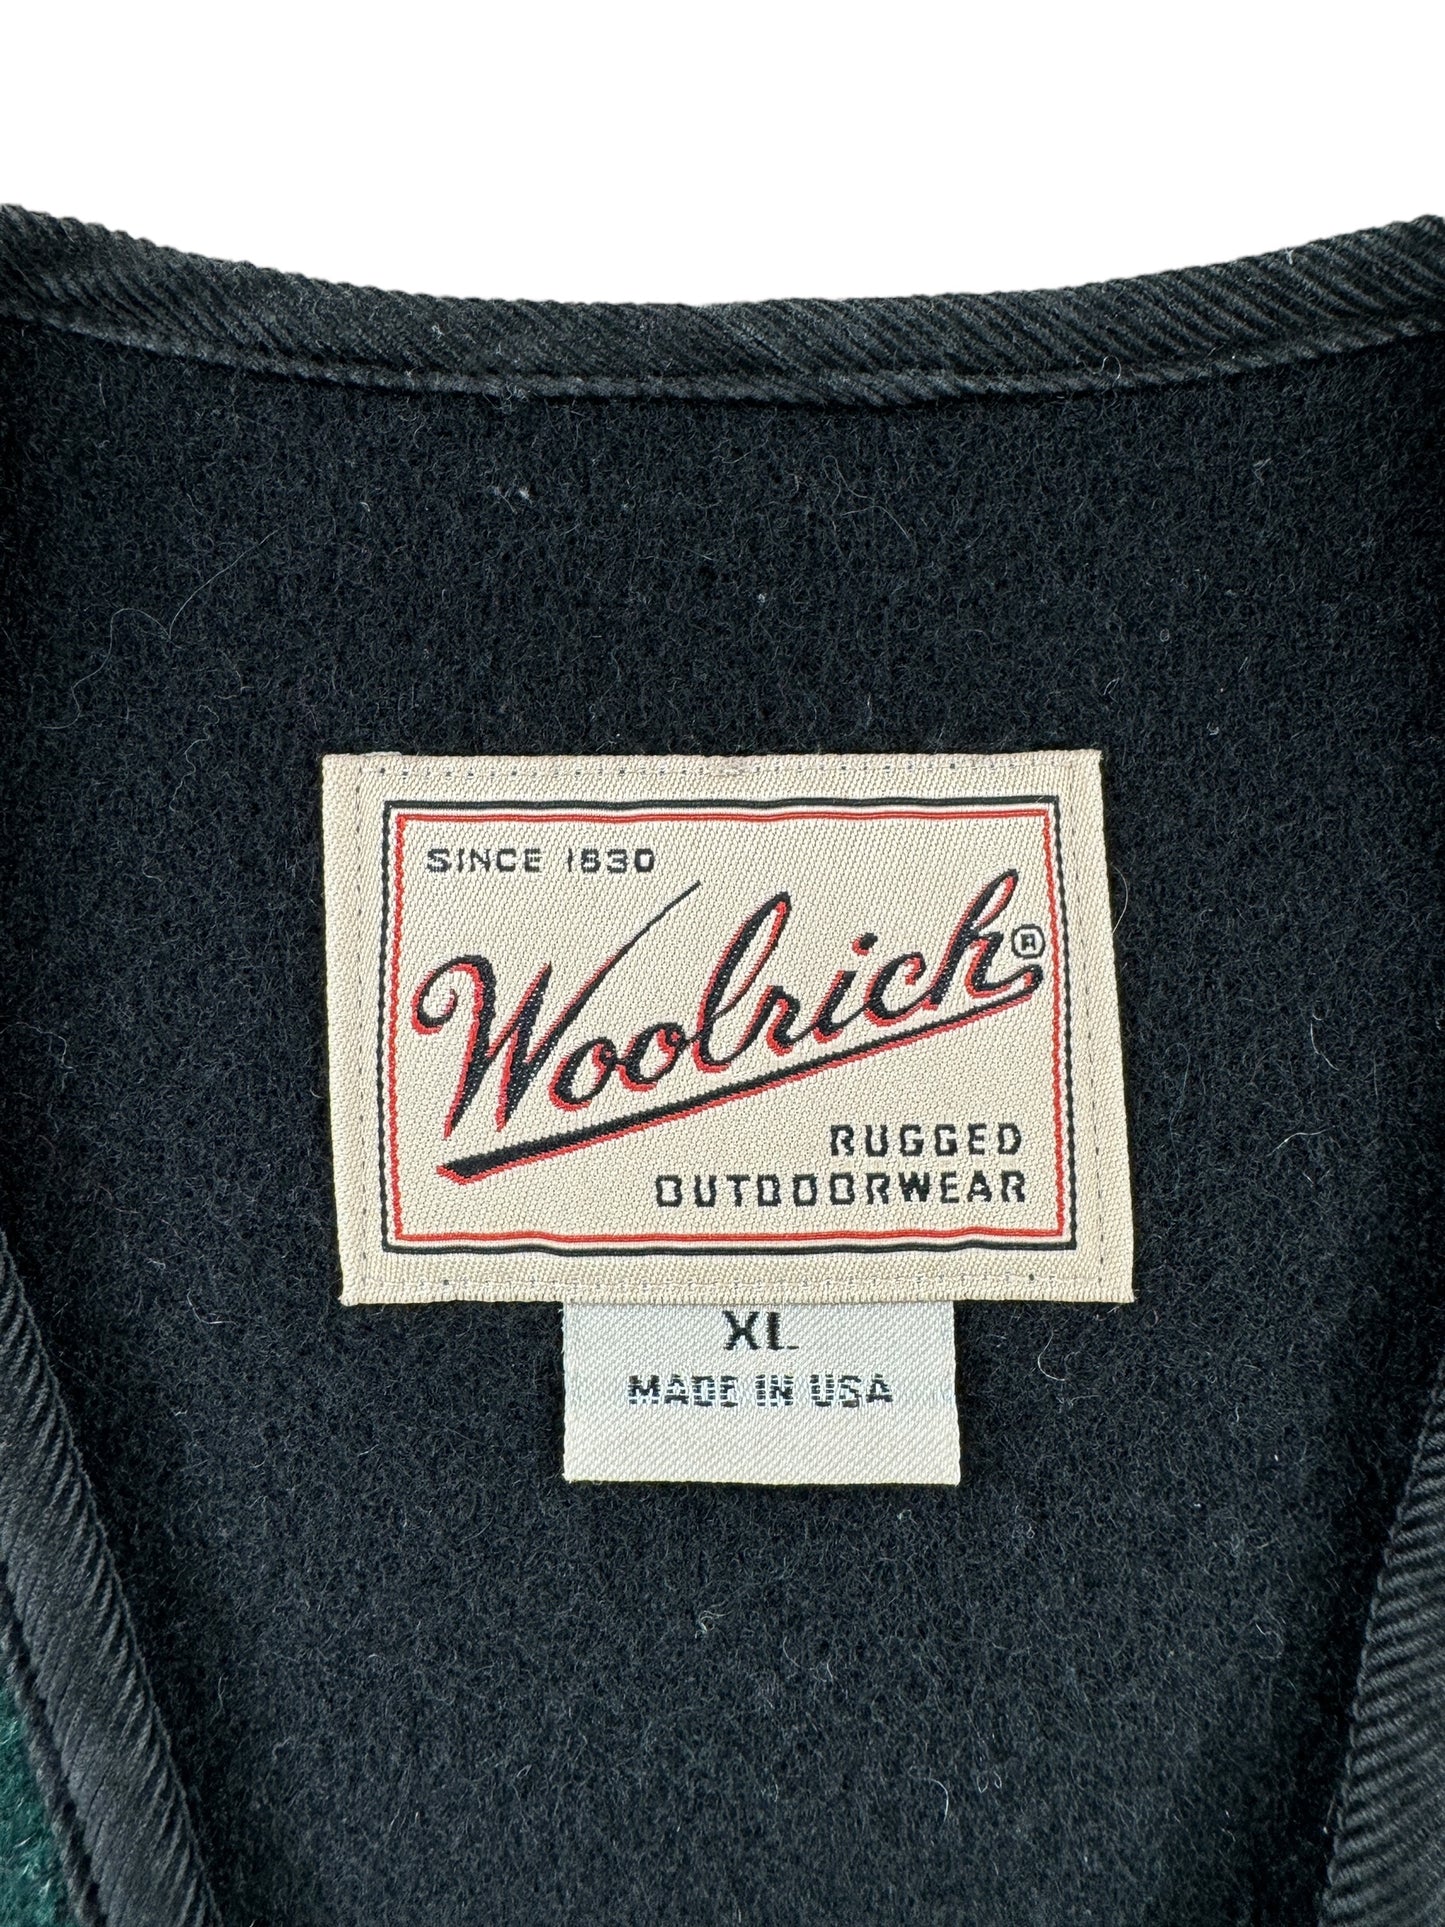 SINCE 1830
Woolrich®
RUGGED
OUTDOORWEAR
XL
MADE IN USA